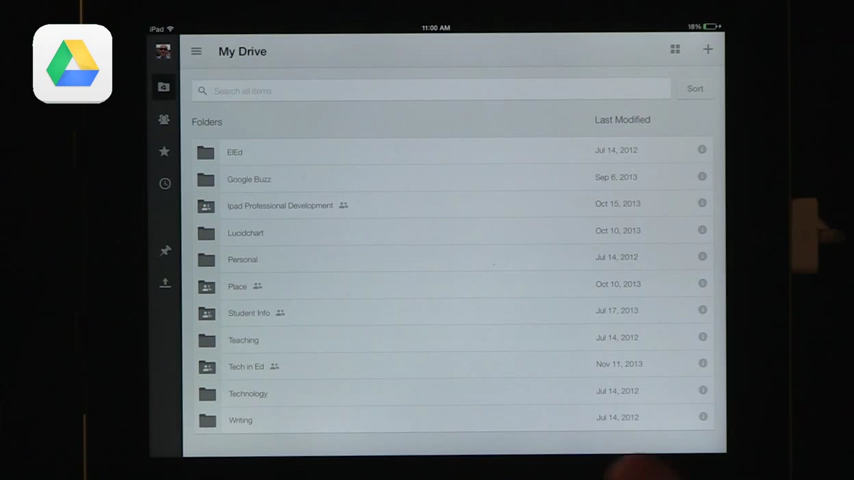 iPad 11:00 AM 18%
My Drive
Search all items Sort
Folders Last Modified
ElEd Jul 14, 2012
Google Buzz Sep 6, 2013
Ipad Professional Development Oct 15, 2013
Lucidchart Oct 10, 2013
Personal Jul 14, 2012
Place Oct 10, 2013
Student Info Jul 17, 2013
Teaching Jul 14, 2012
Tech in Ed Nov 11, 2013
Technology Jul 14, 2012
Writing Jul 14, 2012